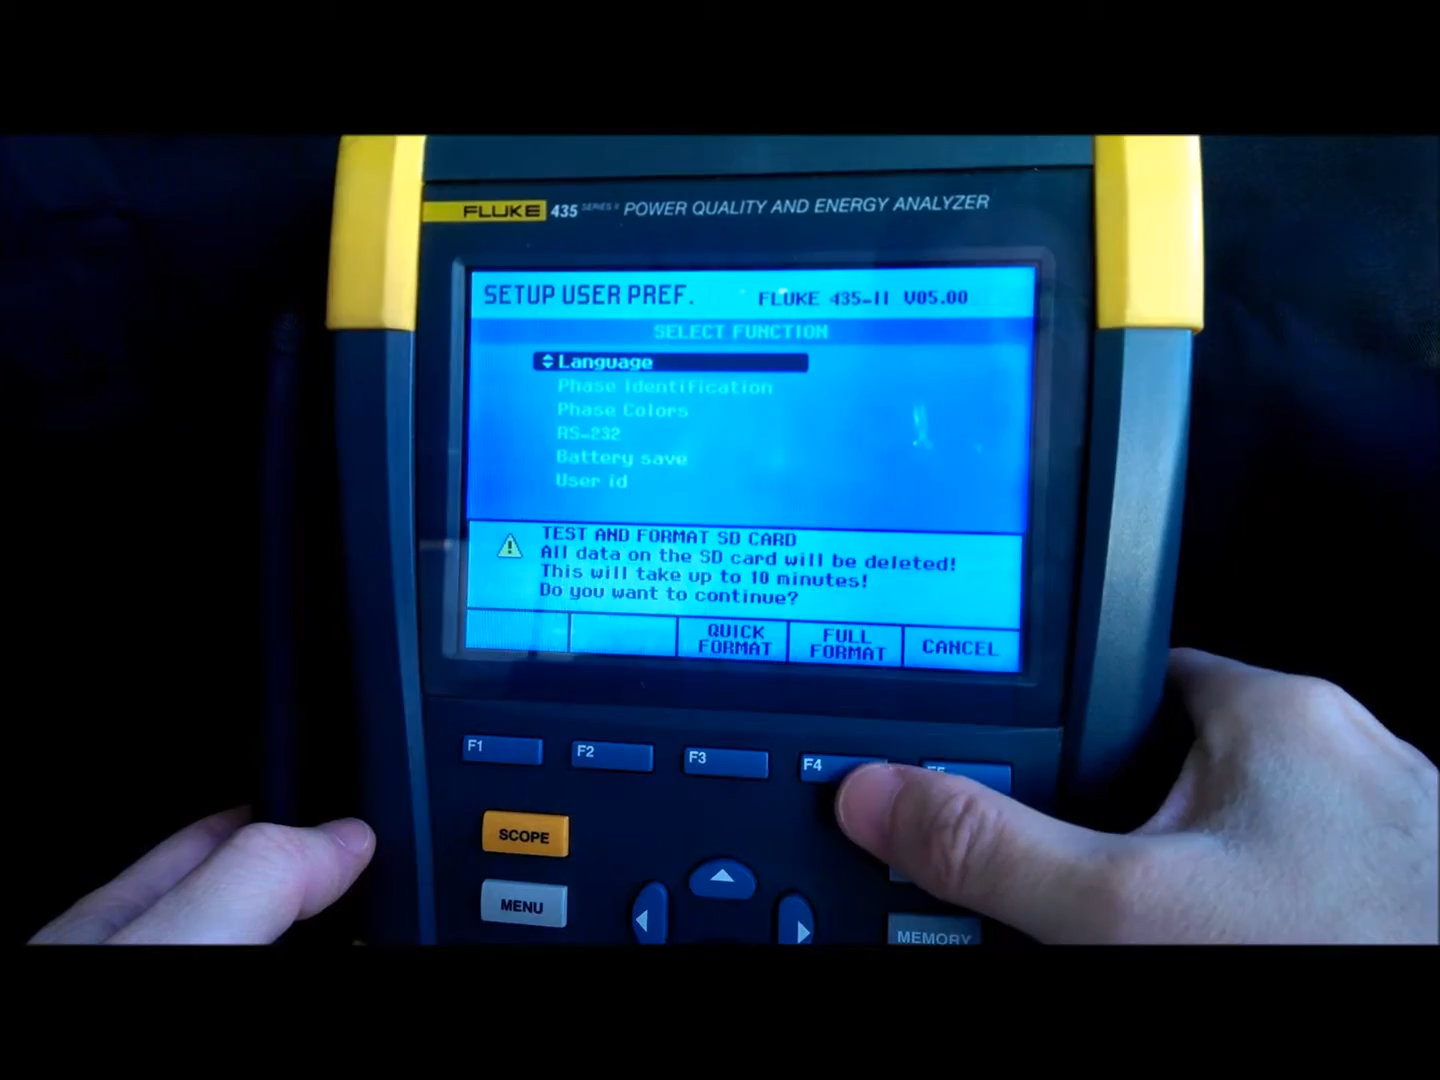 FLUKE 435 SERIES II POWER QUALITY AND ENERGY ANALYZER
SETUP USER PREF. FLUKE 435-II V05.00
SELECT FUNCTION
Language
Phase Identification
Phase Colors
RS-232
Battery save
User id
TEST AND FORMAT SD CARD
All data on the SD card will be deleted!
This will take up to 10 minutes!
Do you want to continue?
QUICK FORMAT
FULL FORMAT
CANCEL
F1 F2 F3 F4 F5
SCOPE
MENU
MEMORY